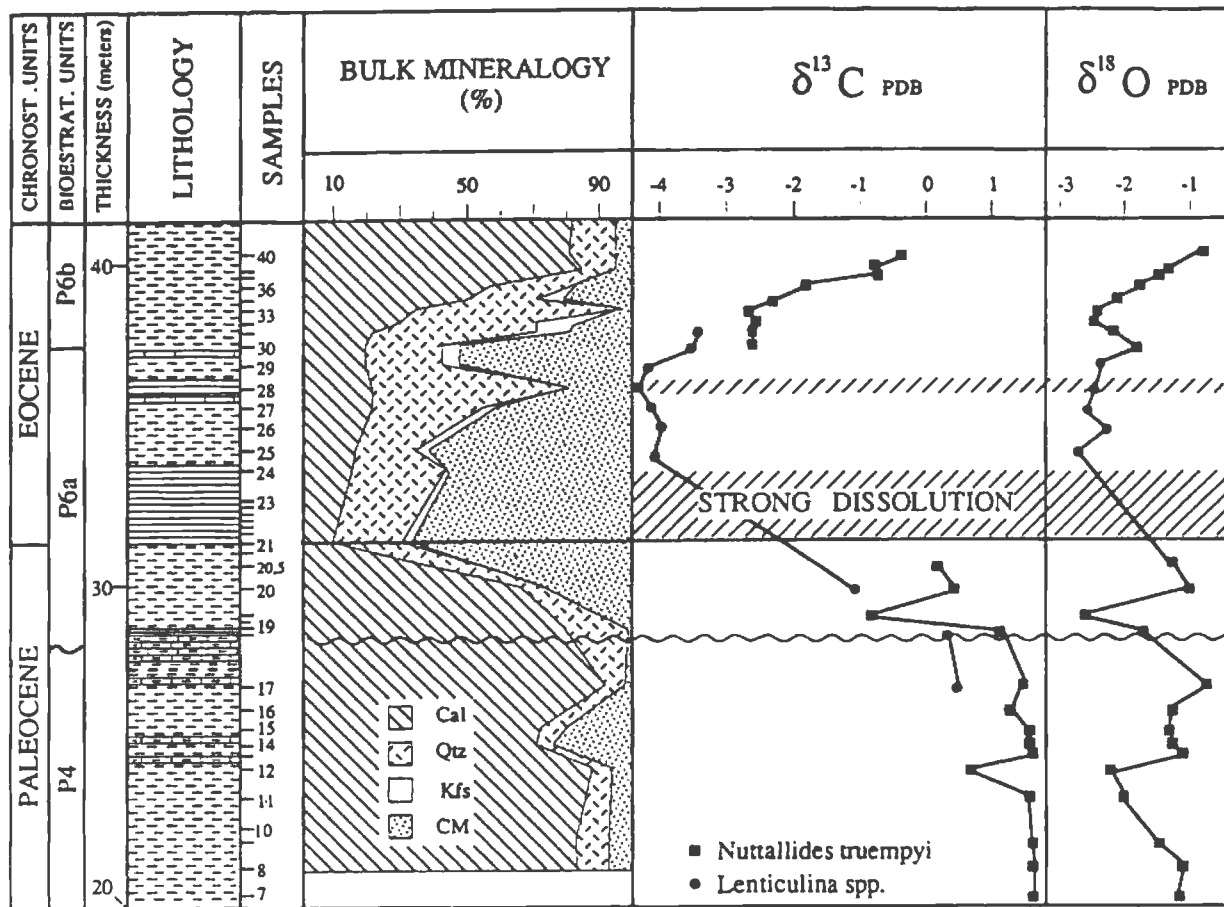 CHRONOST. UNITS
BIOESTRAT. UNITS
THICKNESS (meters)
LITHOLOGY
SAMPLES
BULK MINERALOGY
(%)
δ13C PDB
δ18O PDB
10 50 90
-4 -3 -2 -1 0 1
-3 -2 -1
EOCENE
PALEOCENE
P6b
P6a
P4
40
30
20
40
36
33
30
29
28
27
26
25
24
23
21
20,5
20
19
17
16
15
14
12
11
10
8
7
STRONG DISSOLUTION
Cal
Qtz
Kfs
CM
Nuttallides truempyi
Lenticulina spp.